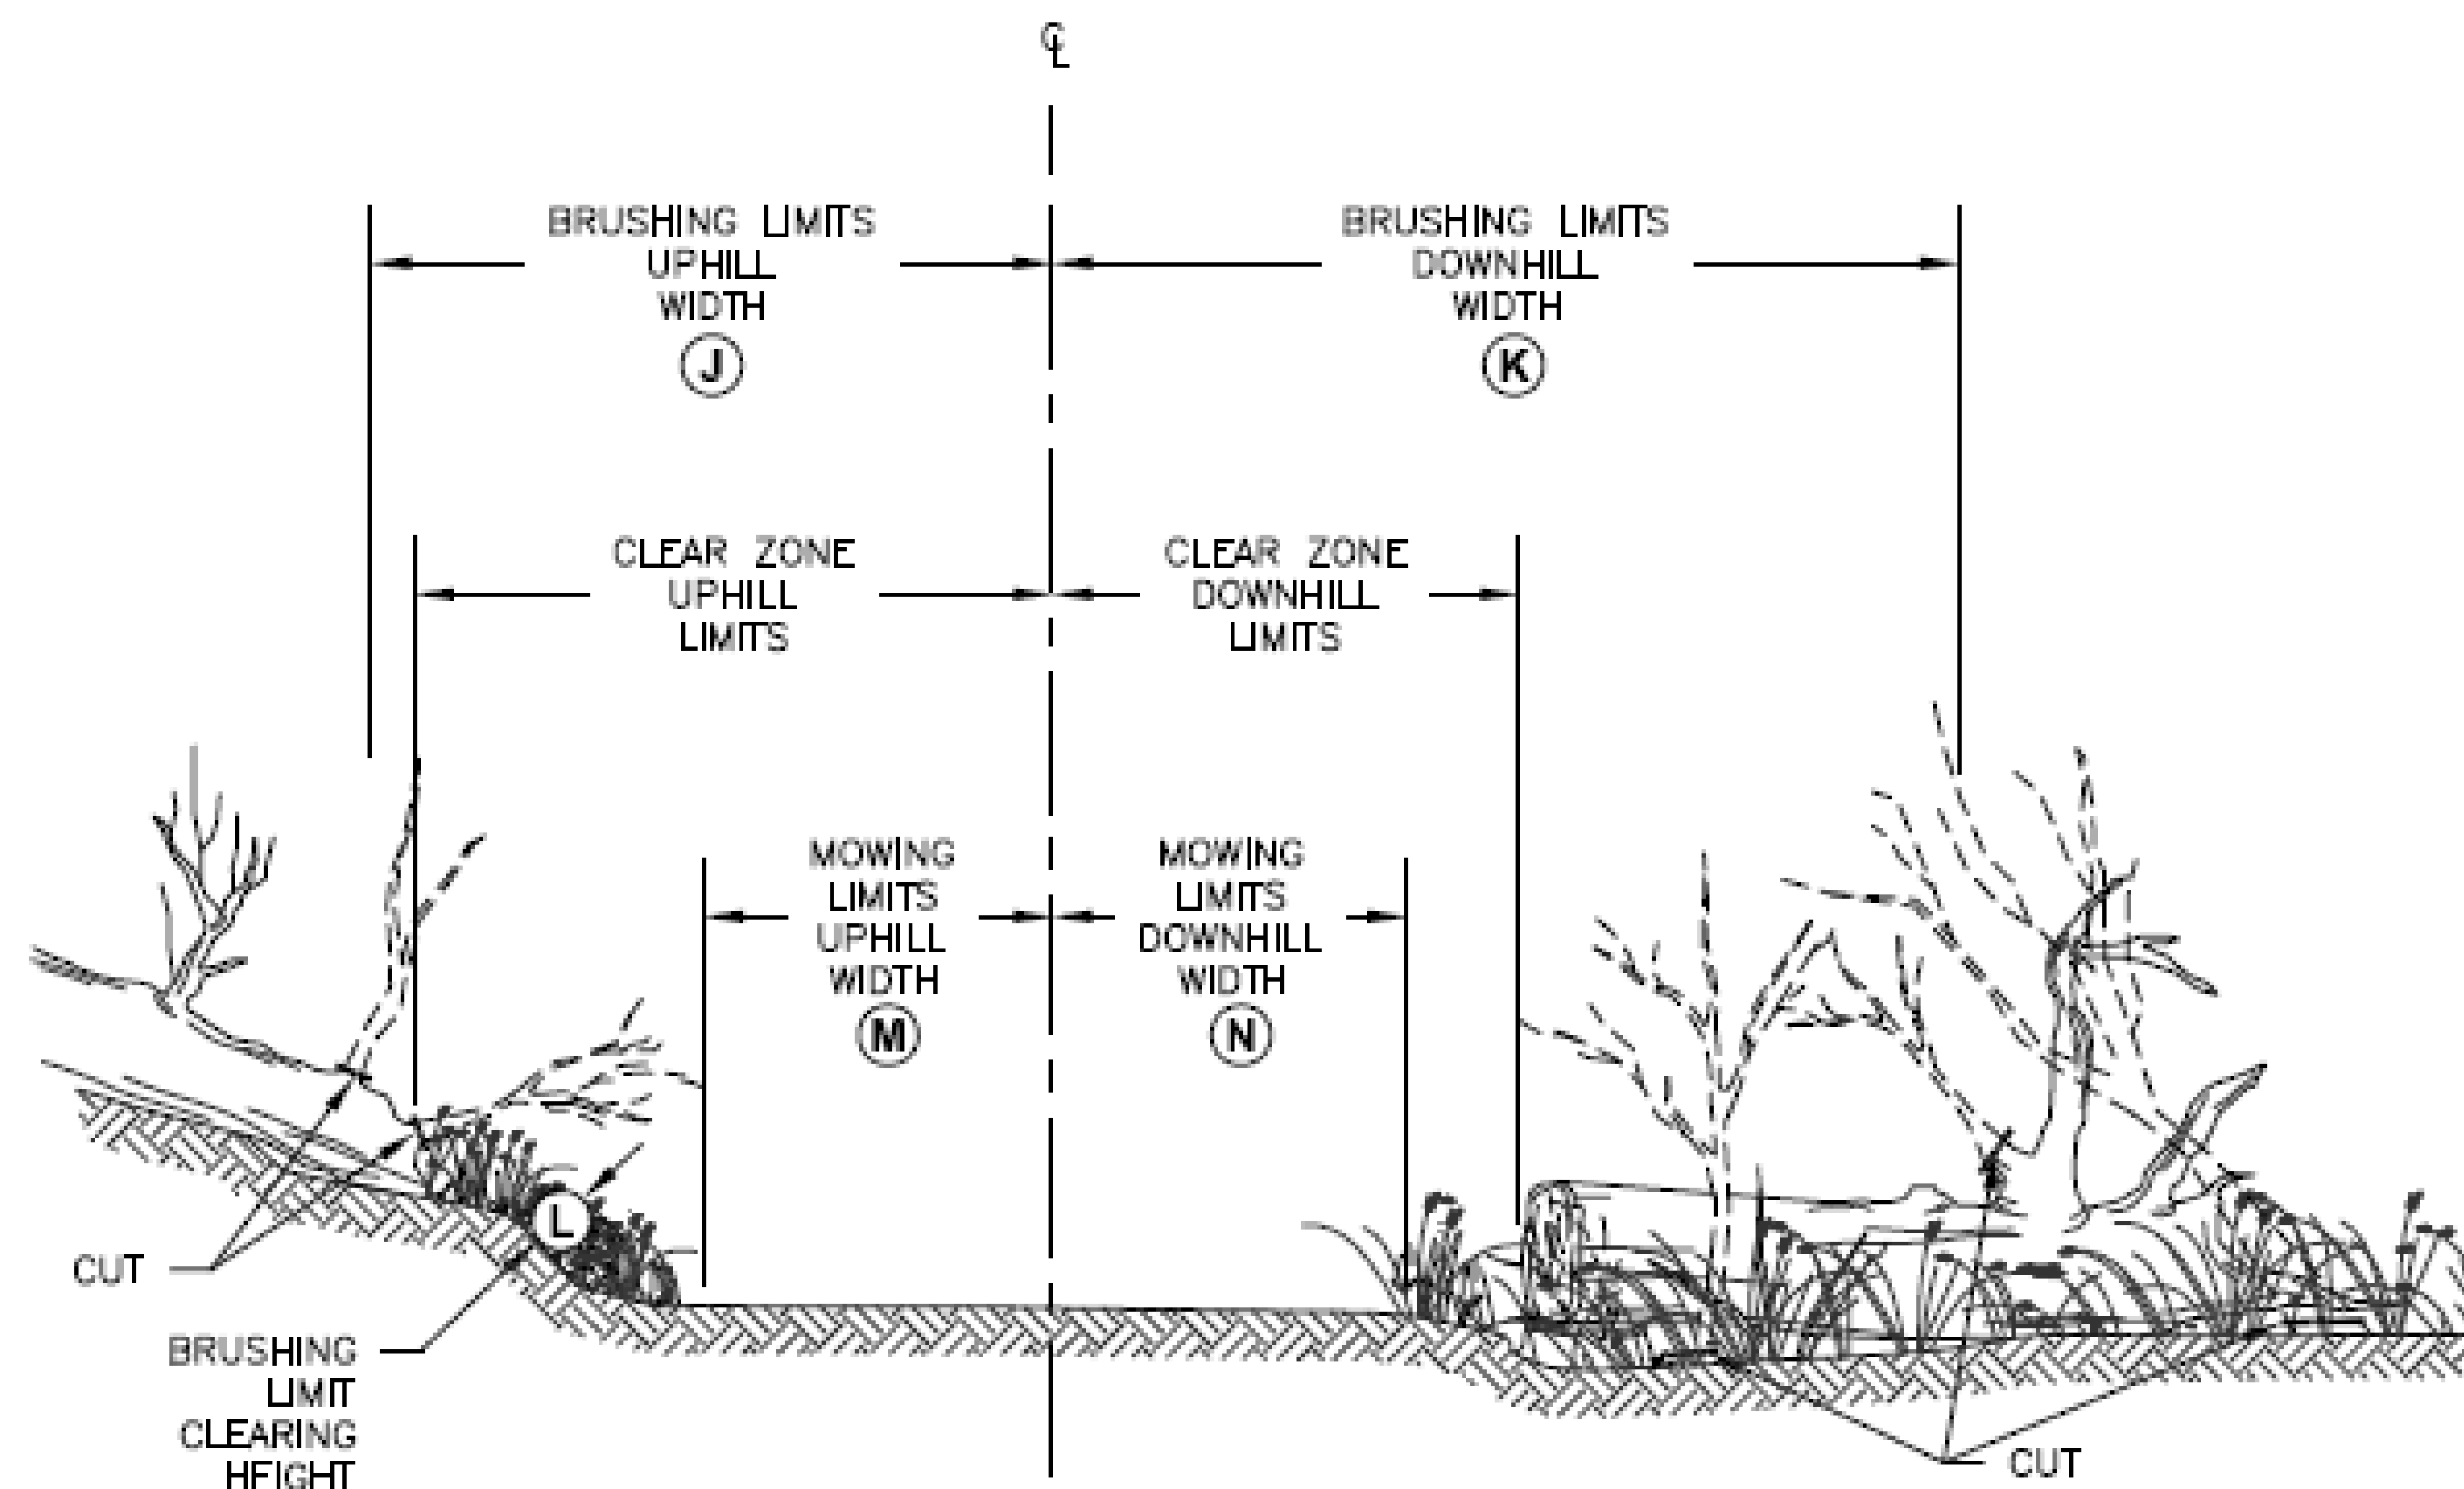 ℄
BRUSHING LIMITS
UPHILL
WIDTH
J
BRUSHING LIMITS
DOWNHILL
WIDTH
K
CLEAR ZONE
UPHILL
LIMITS
CLEAR ZONE
DOWNHILL
LIMITS
MOWING
LIMITS
UPHILL
WIDTH
M
MOWING
LIMITS
DOWNHILL
WIDTH
N
L
CUT
BRUSHING
LIMIT
CLEARING
HEIGHT
CUT